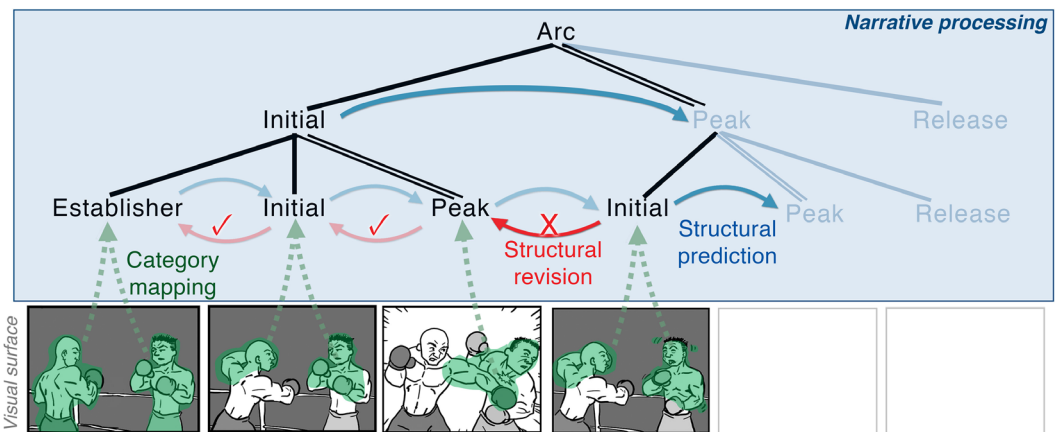 Narrative processing
Arc
Initial
Peak
Release
Establisher
Initial
Peak
Initial
Peak
Release
✓
✓
X
Category
mapping
Structural
revision
Structural
prediction
Visual surface